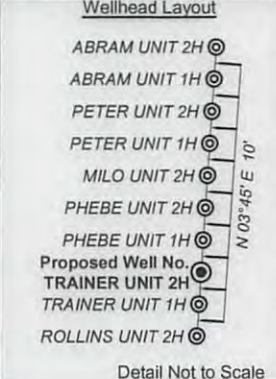 Wellhead Layout
ABRAM UNIT 2H
ABRAM UNIT 1H
PETER UNIT 2H
PETER UNIT 1H
MILO UNIT 2H
PHEBE UNIT 2H
PHEBE UNIT 1H
Proposed Well No.
TRAINER UNIT 2H
TRAINER UNIT 1H
ROLLINS UNIT 2H
N 03°45' E 10'
Detail Not to Scale